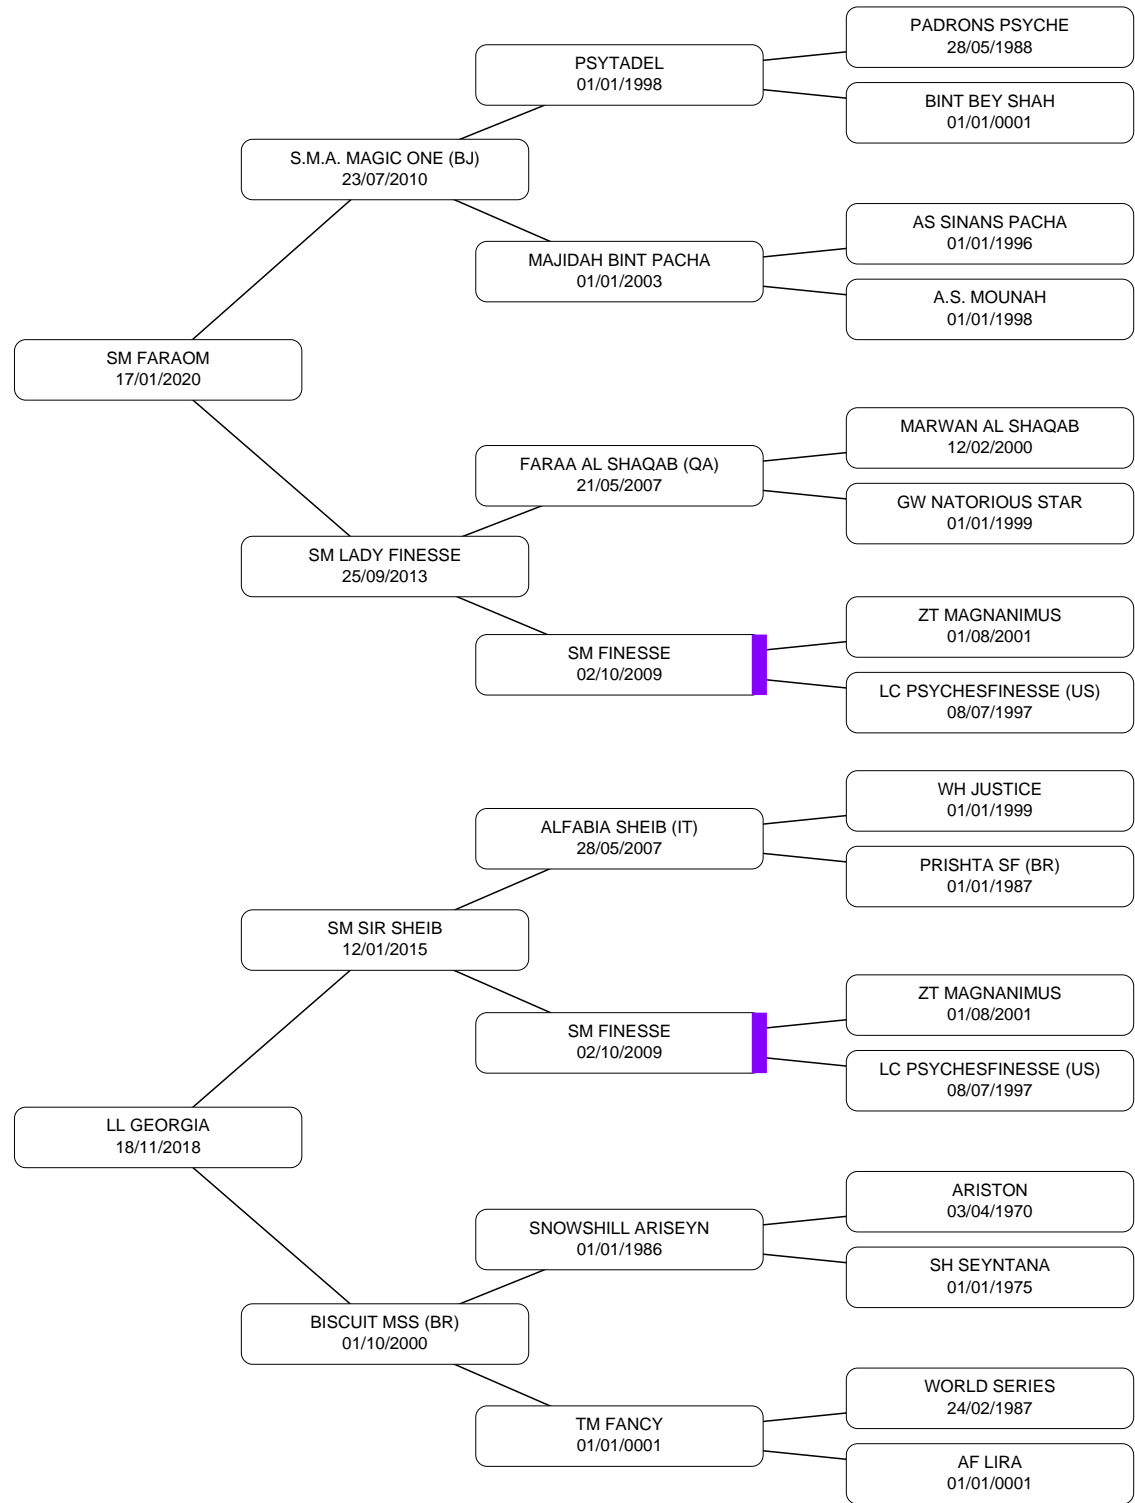 PADRONS PSYCHE
28/05/1988
PSYTADEL
01/01/1998
BINT BEY SHAH
01/01/0001
S.M.A. MAGIC ONE (BJ)
23/07/2010
AS SINANS PACHA
01/01/1996
MAJIDAH BINT PACHA
01/01/2003
A.S. MOUNAH
01/01/1998
SM FARAOM
17/01/2020
MARWAN AL SHAQAB
12/02/2000
FARAA AL SHAQAB (QA)
21/05/2007
GW NATORIOUS STAR
01/01/1999
SM LADY FINESSE
25/09/2013
ZT MAGNANIMUS
01/08/2001
SM FINESSE
02/10/2009
LC PSYCHESFINESSE (US)
08/07/1997
WH JUSTICE
01/01/1999
ALFABIA SHEIB (IT)
28/05/2007
PRISHTA SF (BR)
01/01/1987
SM SIR SHEIB
12/01/2015
ZT MAGNANIMUS
01/08/2001
SM FINESSE
02/10/2009
LC PSYCHESFINESSE (US)
08/07/1997
LL GEORGIA
18/11/2018
ARISTON
03/04/1970
SNOWSHILL ARISEYN
01/01/1986
SH SEYNTANA
01/01/1975
BISCUIT MSS (BR)
01/10/2000
WORLD SERIES
24/02/1987
TM FANCY
01/01/0001
AF LIRA
01/01/0001